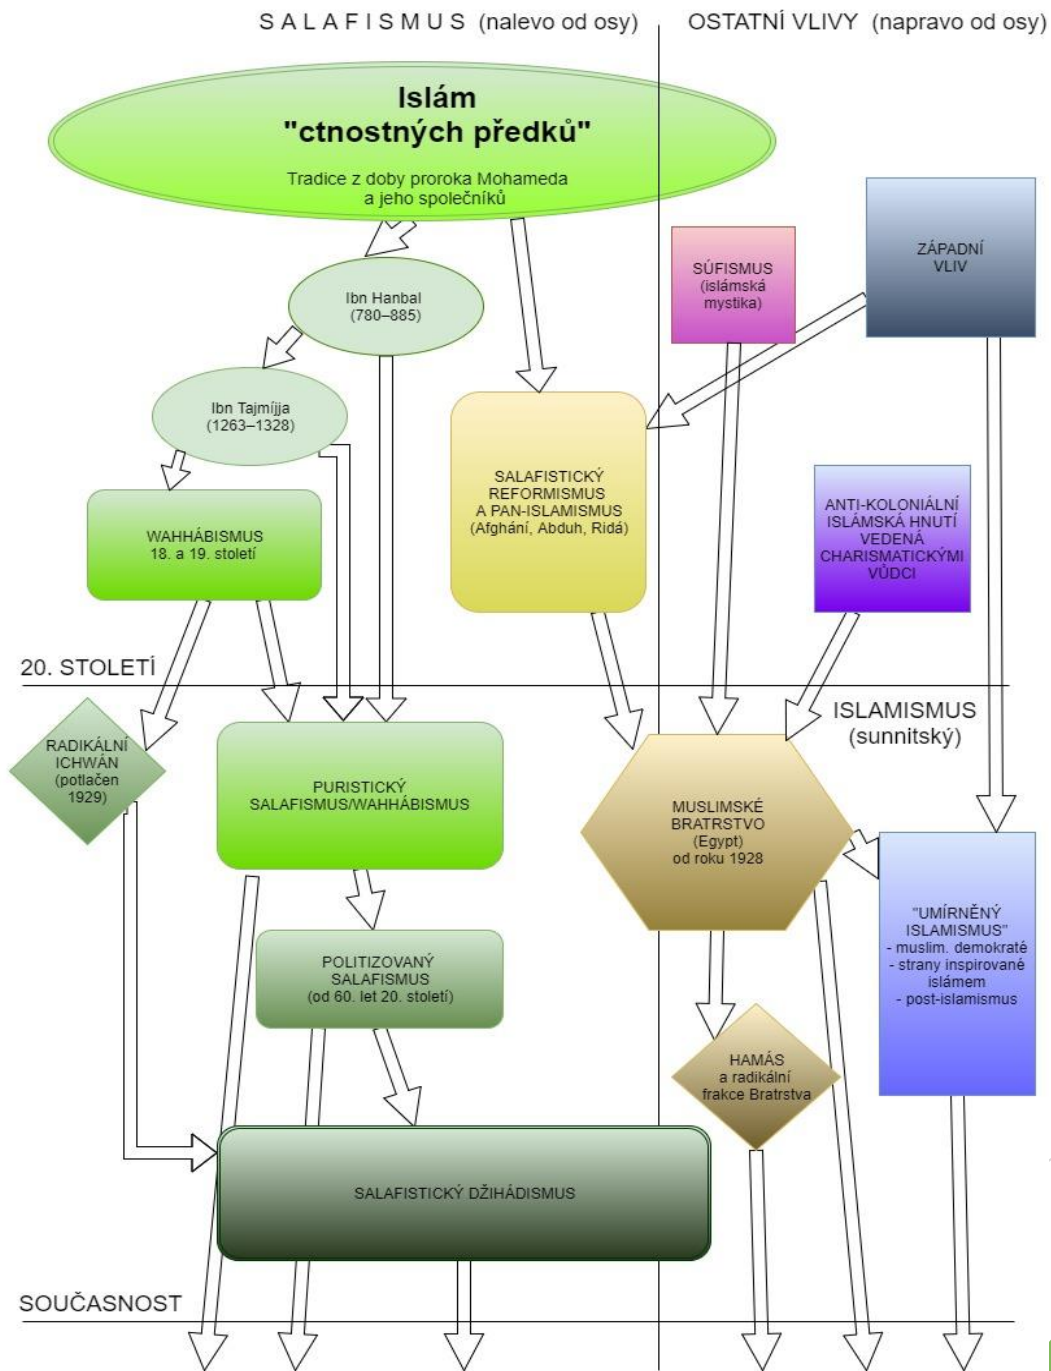 S A L A F I S M U S (nalevo od osy)
OSTATNÍ VLIVY (napravo od osy)
Islám
"ctnostných předků"
Tradice z doby proroka Mohameda
a jeho společníků
SÚFISMUS
(islámská
mystika)
ZÁPADNÍ
VLIV
Ibn Hanbal
(780–885)
Ibn Tajmíjja
(1263–1328)
SALAFISTICKÝ
REFORMISMUS
A PAN-ISLAMISMUS
(Afghání, Abduh, Ridá)
ANTI-KOLONIÁLNÍ
ISLÁMSKÁ HNUTÍ
VEDENÁ
CHARISMATICKÝMI
VŮDCI
WAHHÁBISMUS
18. a 19. století
20. STOLETÍ
ISLAMISMUS
(sunnitský)
RADIKÁLNÍ
ICHWÁN
(potlačen
1929)
PURISTICKÝ
SALAFISMUS/WAHHÁBISMUS
MUSLIMSKÉ
BRATRSTVO
(Egypt)
od roku 1928
"UMÍRNĚNÝ
ISLAMISMUS"
- muslim. demokraté
- strany inspirované
islámem
- post-islamismus
POLITIZOVANÝ
SALAFISMUS
(od 60. let 20. století)
HAMÁS
a radikální
frakce Bratrstva
SALAFISTICKÝ DŽIHÁDISMUS
SOUČASNOST